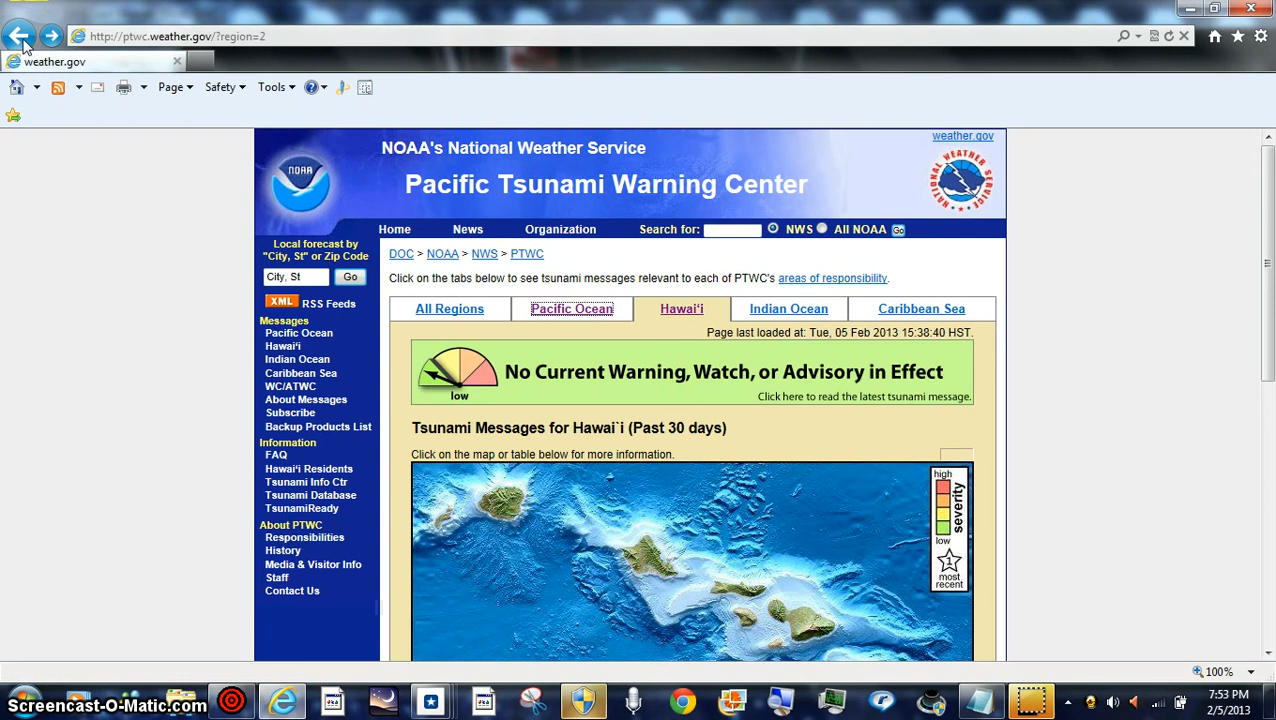 http://ptwc.weather.gov/?region=2
weather.gov
Page
Safety
Tools
NOAA's National Weather Service
Pacific Tsunami Warning Center
weather.gov
NOAA
NATIONAL WEATHER SERVICE
Home News Organization Search for: NWS All NOAA Go
Local forecast by
"City, St" or Zip Code
City, St Go
XML RSS Feeds
Messages
Pacific Ocean
Hawaiʻi
Indian Ocean
Caribbean Sea
WC/ATWC
About Messages
Subscribe
Backup Products List
Information
FAQ
Hawaiʻi Residents
Tsunami Info Ctr
Tsunami Database
TsunamiReady
About PTWC
Responsibilities
History
Media & Visitor Info
Staff
Contact Us
DOC > NOAA > NWS > PTWC
Click on the tabs below to see tsunami messages relevant to each of PTWC's areas of responsibility.
All Regions Pacific Ocean Hawaiʻi Indian Ocean Caribbean Sea
Page last loaded at: Tue, 05 Feb 2013 15:38:40 HST.
No Current Warning, Watch, or Advisory in Effect
low
Click here to read the latest tsunami message.
Tsunami Messages for Hawai`i (Past 30 days)
Click on the map or table below for more information.
high
severity
low
1
most
recent
100%
Screencast-O-Matic.com
7:53 PM
2/5/2013